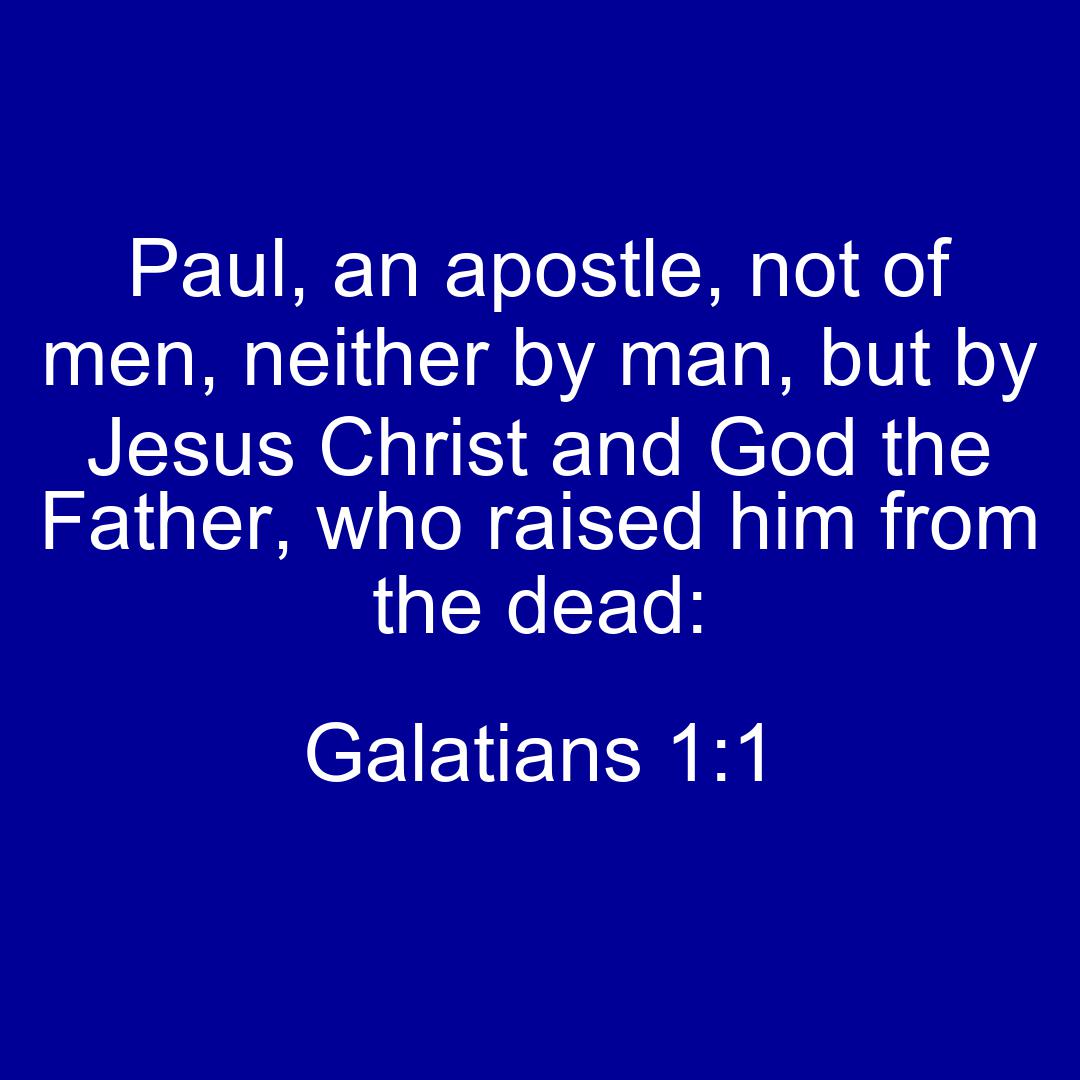 Paul, an apostle, not of
men, neither by man, but by
Jesus Christ and God the
Father, who raised him from
the dead:
Galatians 1:1